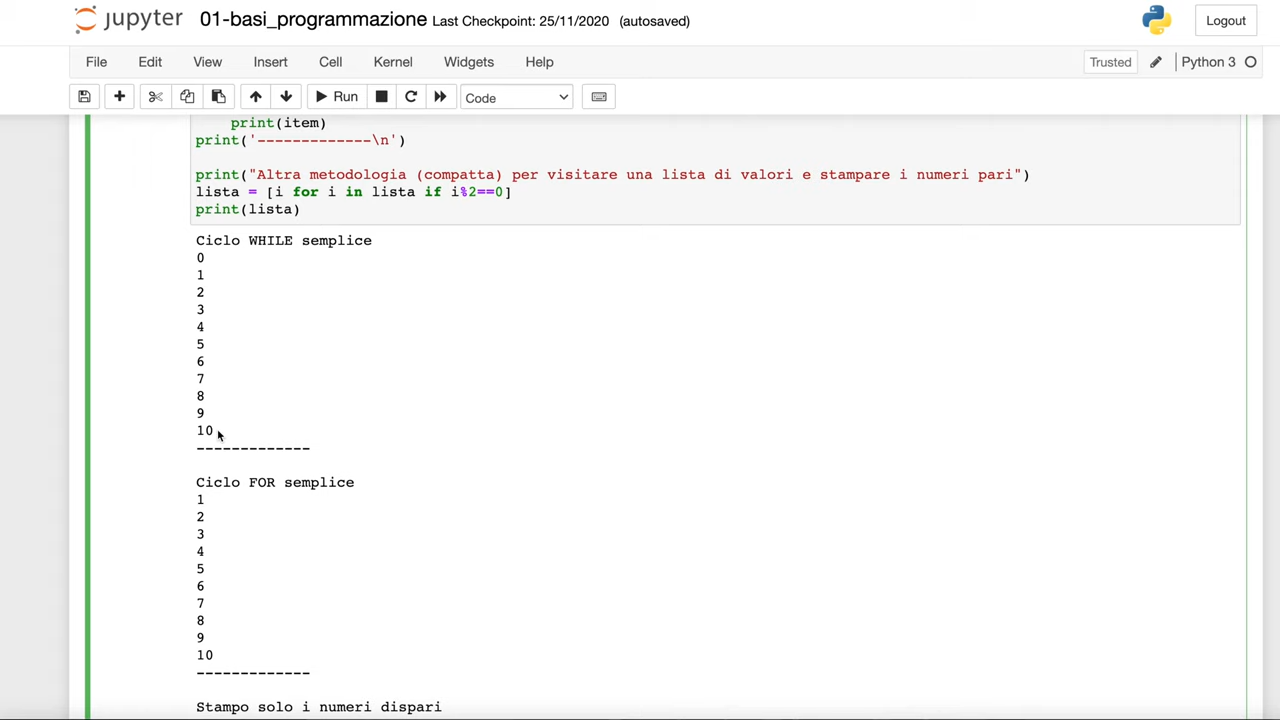 jupyter 01-basi_programmazione Last Checkpoint: 25/11/2020 (autosaved) Logout
File Edit View Insert Cell Kernel Widgets Help Trusted Python 3
Run Code
print(item)
print('-------------\n')
print("Altra metodologia (compatta) per visitare una lista di valori e stampare i numeri pari")
lista = [i for i in lista if i%2==0]
print(lista)
Ciclo WHILE semplice
0
1
2
3
4
5
6
7
8
9
10
-------------
Ciclo FOR semplice
1
2
3
4
5
6
7
8
9
10
-------------
Stampo solo i numeri dispari